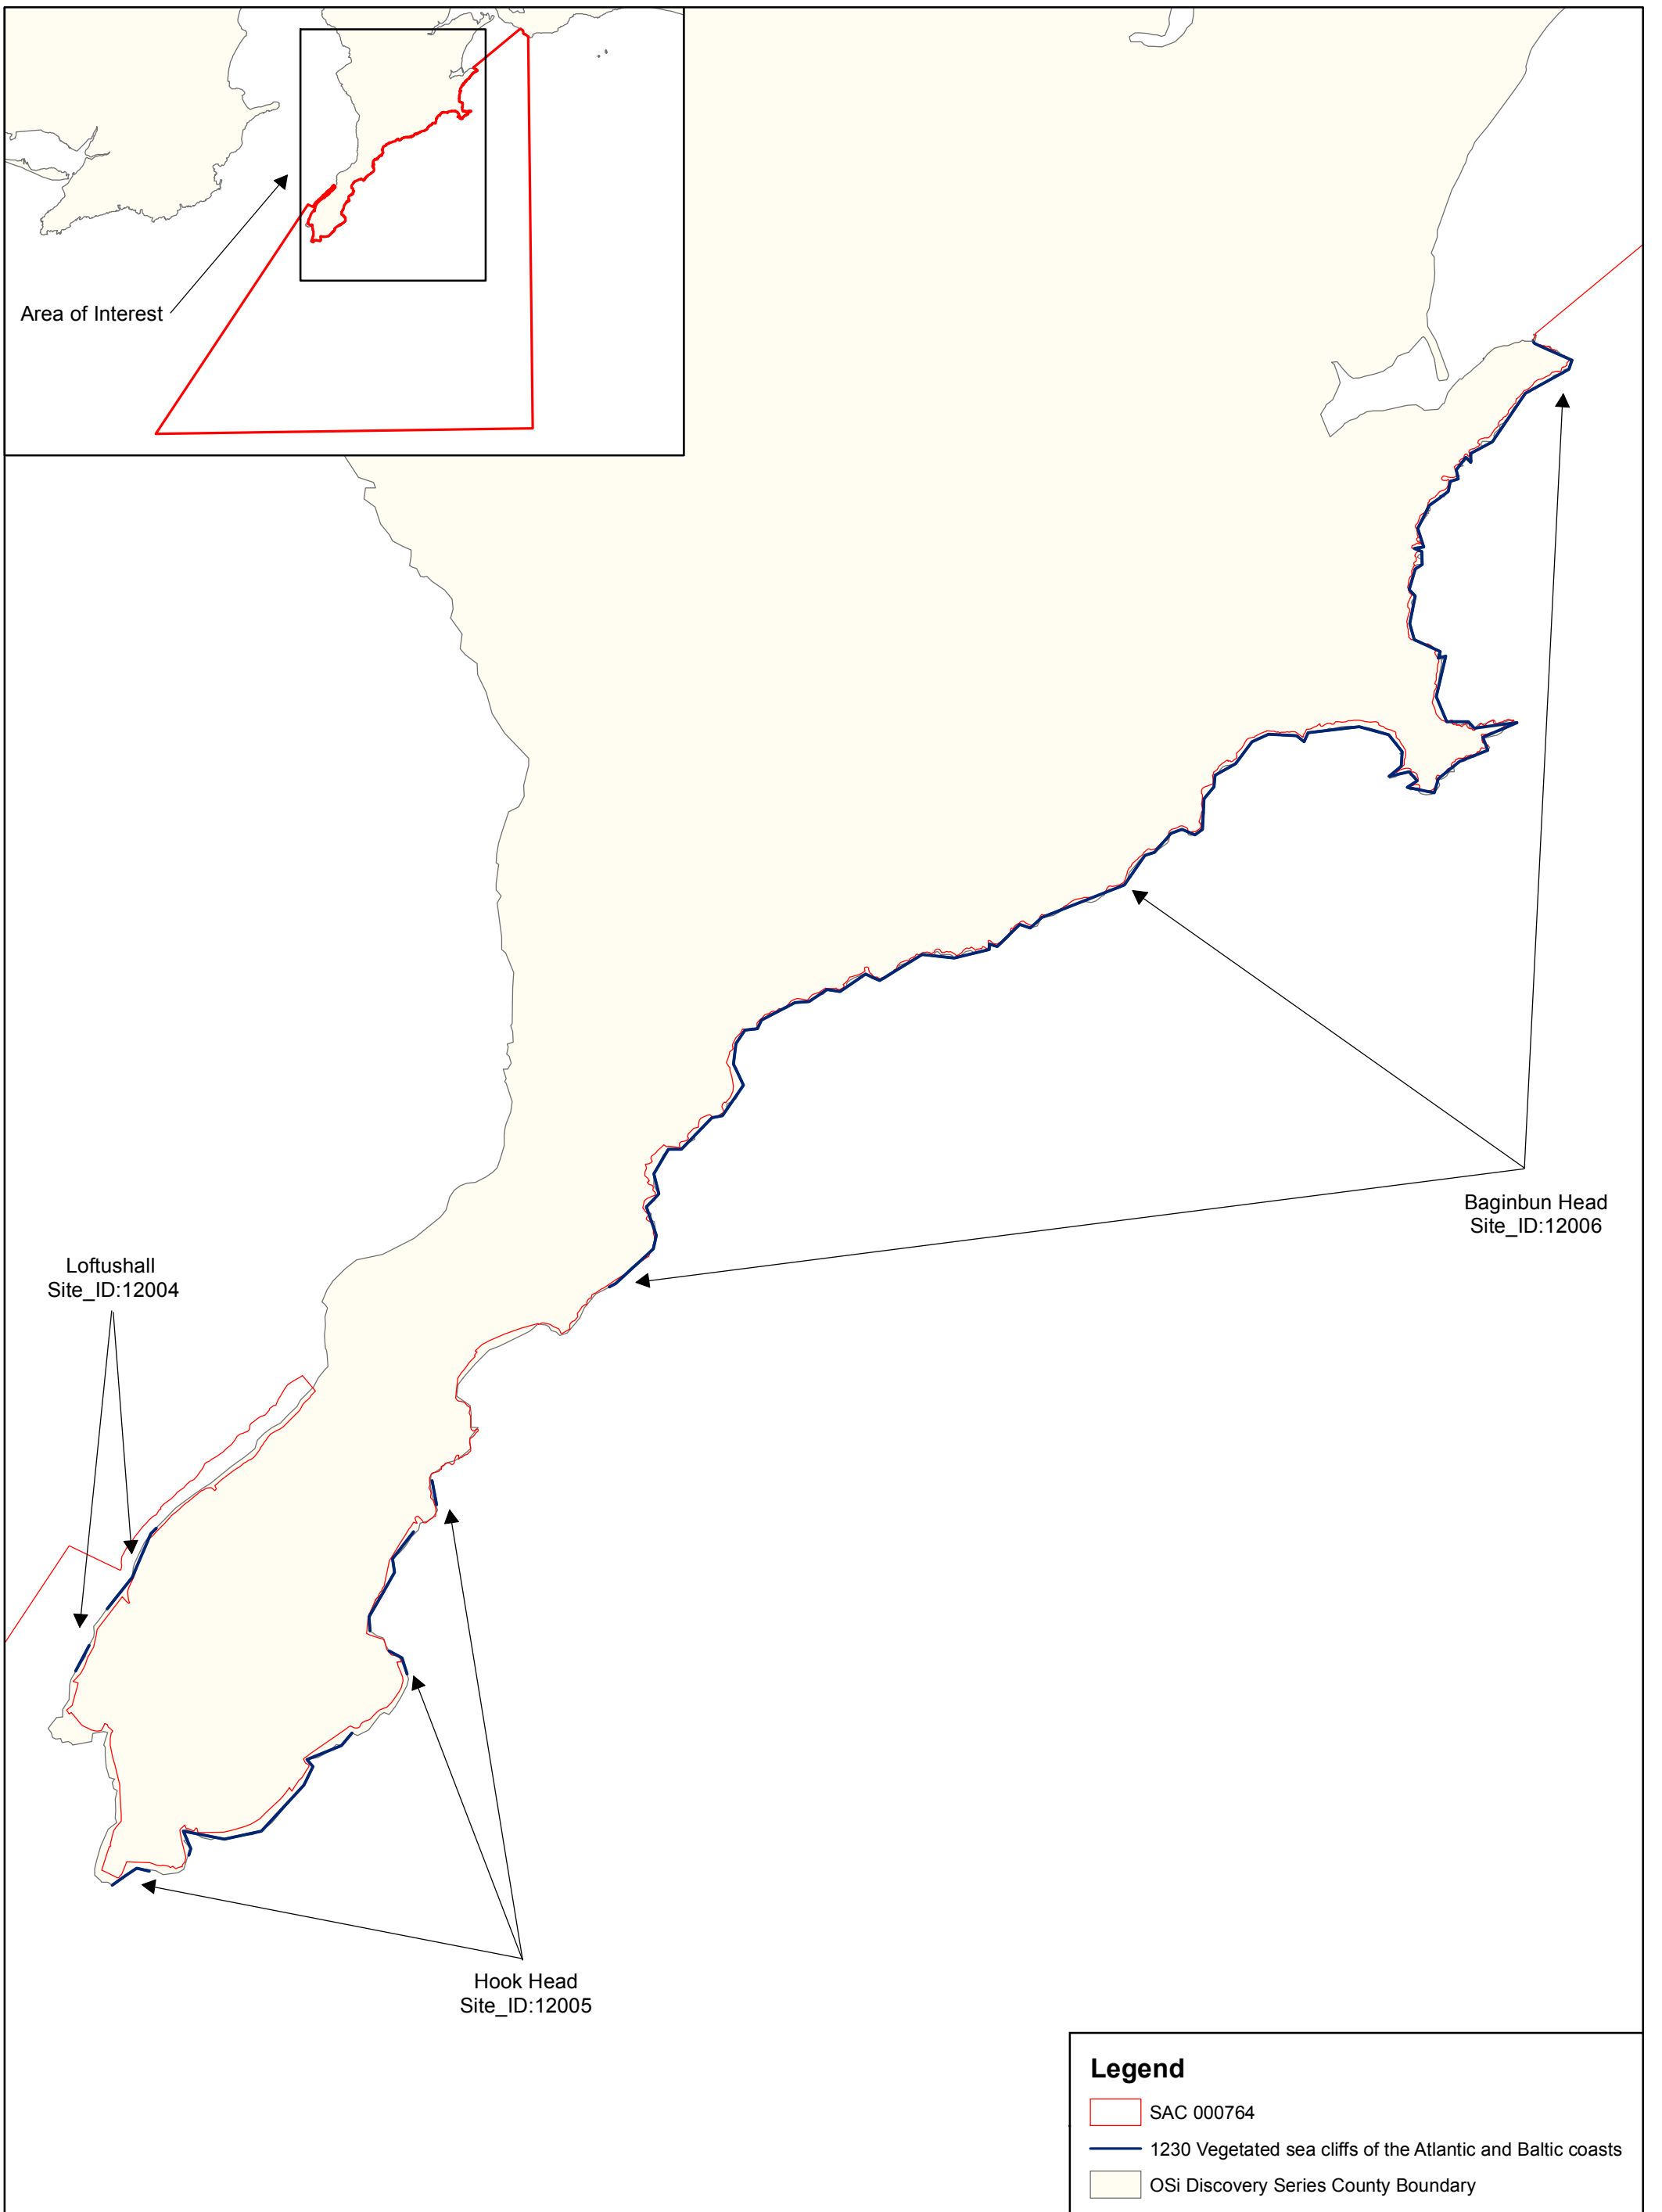 Area of Interest
Baginbun Head
Site_ID:12006
Loftushall
Site_ID:12004
Hook Head
Site_ID:12005
Legend
SAC 000764
1230 Vegetated sea cliffs of the Atlantic and Baltic coasts
OSi Discovery Series County Boundary